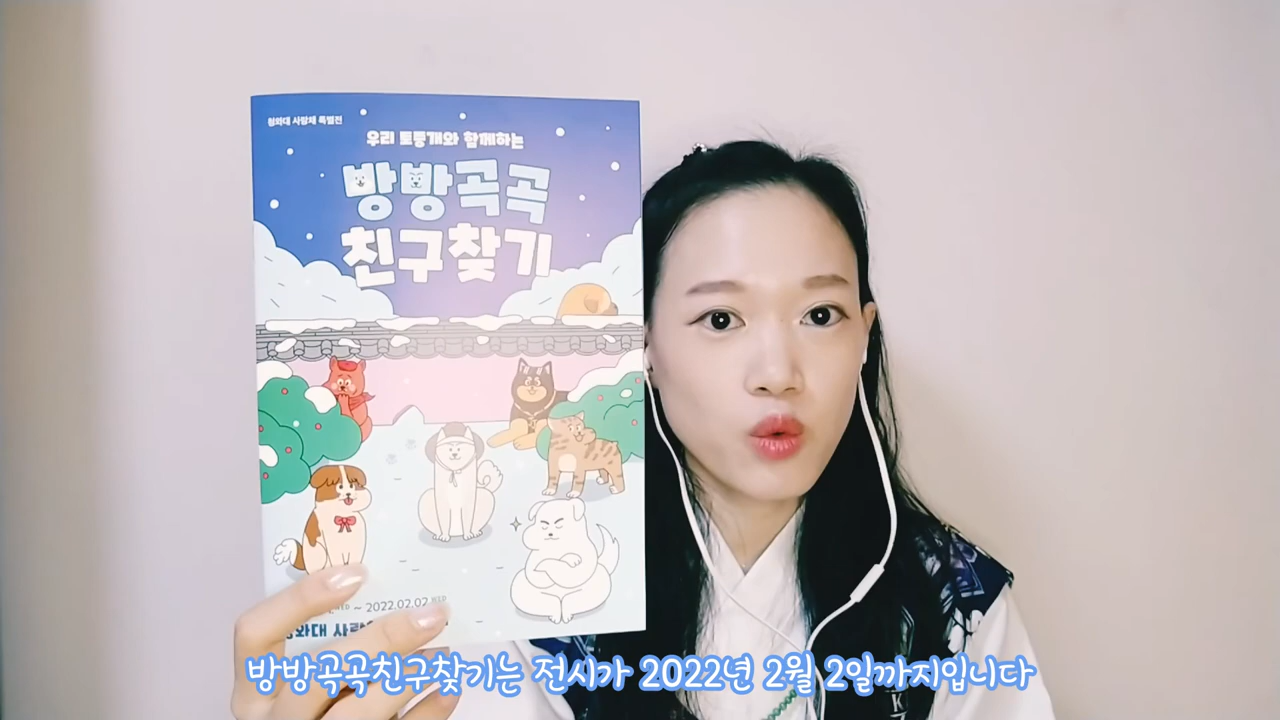 청와대 사랑채 특별전
우리 토종개와 함께하는
방방곡곡
친구찾기
~ 2022.02.02 WED
방방곡곡친구찾기는 전시가 2022년 2월 2일까지입니다